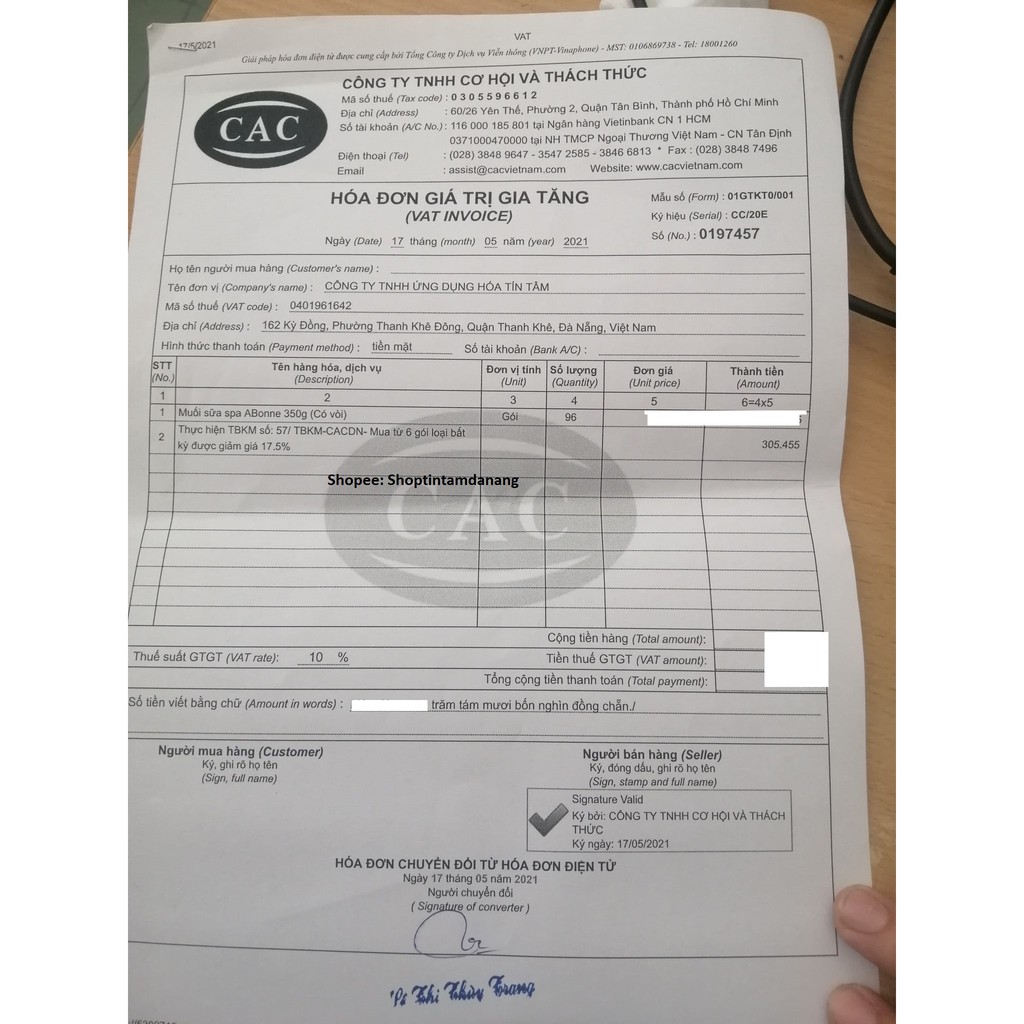 17/5/2021
VAT
Giải pháp hóa đơn điện tử được cung cấp bởi Tổng Công ty Dịch vụ Viễn thông (VNPT-Vinaphone) - MST: 0106869738 - Tel: 18001260
CAC
CÔNG TY TNHH CƠ HỘI VÀ THÁCH THỨC
Mã số thuế (Tax code) : 0 3 0 5 5 9 6 6 1 2
Địa chỉ (Address) : 60/26 Yên Thế, Phường 2, Quận Tân Bình, Thành phố Hồ Chí Minh
Số tài khoản (A/C No.) : 116 000 185 801 tại Ngân hàng Vietinbank CN 1 HCM
0371000470000 tại NH TMCP Ngoại Thương Việt Nam - CN Tân Định
Điện thoại (Tel) : (028) 3848 9647 - 3547 2585 - 3846 6813 * Fax : (028) 3848 7496
Email : assist@cacvietnam.com Website: www.cacvietnam.com
HÓA ĐƠN GIÁ TRỊ GIA TĂNG
(VAT INVOICE)
Ngày (Date) 17 tháng (month) 05 năm (year) 2021
Mẫu số (Form) : 01GTKT0/001
Ký hiệu (Serial) : CC/20E
Số (No.) : 0197457
Họ tên người mua hàng (Customer's name) :
Tên đơn vị (Company's name) : CÔNG TY TNHH ỨNG DỤNG HÓA TÍN TÂM
Mã số thuế (VAT code) : 0401961642
Địa chỉ (Address) : 162 Kỳ Đồng, Phường Thanh Khê Đông, Quận Thanh Khê, Đà Nẵng, Việt Nam
Hình thức thanh toán (Payment method) : tiền mặt Số tài khoản (Bank A/C) :
STT Tên hàng hóa, dịch vụ Đơn vị tính Số lượng Đơn giá Thành tiền
(No.) (Description) (Unit) (Quantity) (Unit price) (Amount)
1 2 3 4 5 6=4x5
1 Muối sữa spa ABonne 350g (Có vòi) Gói 96
2 Thực hiện TBKM số: 57/ TBKM-CACDN- Mua từ 6 gói loại bất
kỳ được giảm giá 17.5% 305.455
Shopee: Shoptintamdanang
CAC
Cộng tiền hàng (Total amount):
Thuế suất GTGT (VAT rate): 10 % Tiền thuế GTGT (VAT amount):
Tổng cộng tiền thanh toán (Total payment):
Số tiền viết bằng chữ (Amount in words) : trăm tám mươi bốn nghìn đồng chẵn./
Người mua hàng (Customer) Người bán hàng (Seller)
Ký, ghi rõ họ tên Ký, đóng dấu, ghi rõ họ tên
(Sign, full name) (Sign, stamp and full name)
Signature Valid
Ký bởi: CÔNG TY TNHH CƠ HỘI VÀ THÁCH
THỨC
Ký ngày: 17/05/2021
HÓA ĐƠN CHUYỂN ĐỔI TỪ HÓA ĐƠN ĐIỆN TỬ
Ngày 17 tháng 05 năm 2021
Người chuyển đổi
( Signature of converter )
Thùy Trang